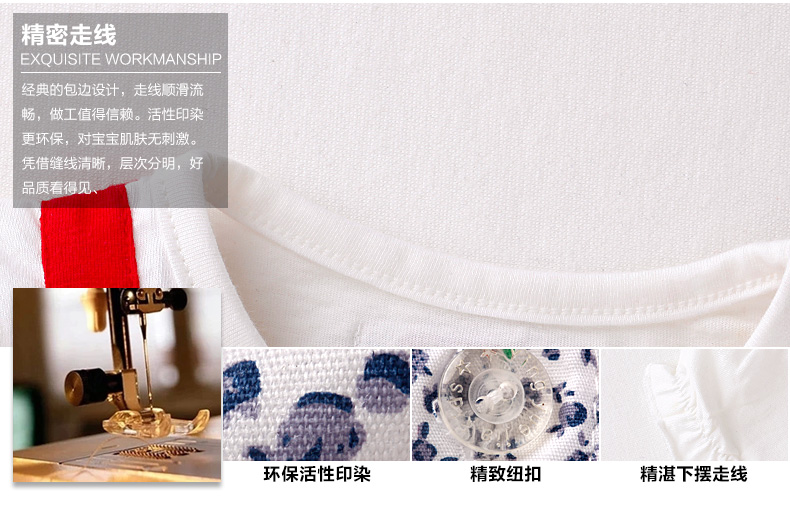 精密走线
EXQUISITE WORKMANSHIP
经典的包边设计，走线顺滑流
畅，做工值得信赖。活性印染
更环保，对宝宝肌肤无刺激。
凭借缝线清晰，层次分明，好
品质看得见、
环保活性印染
精致纽扣
精湛下摆走线